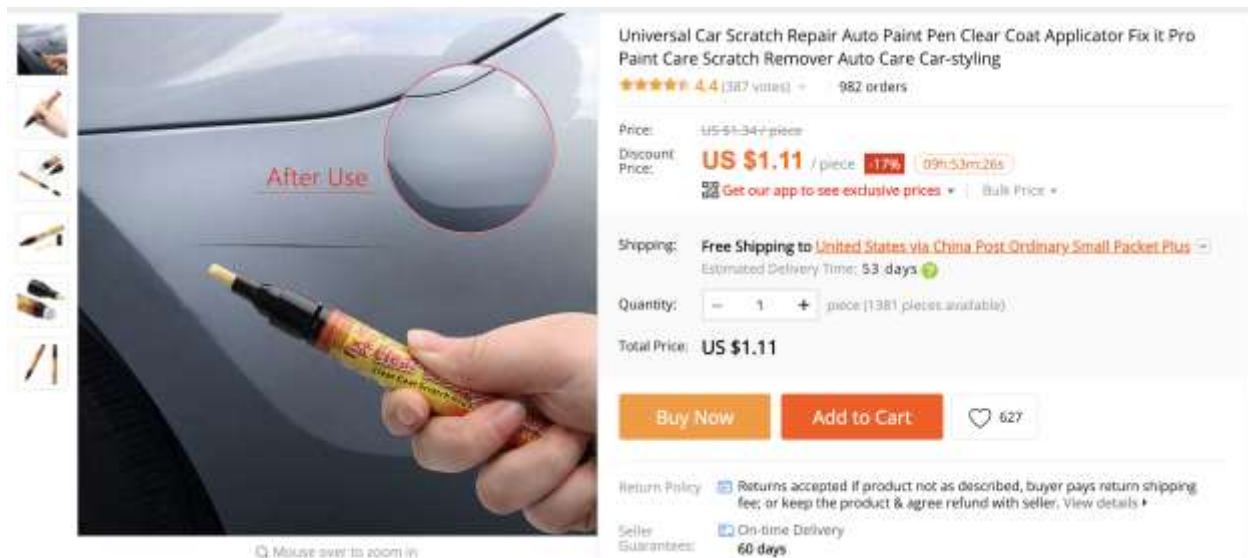 Universal Car Scratch Repair Auto Paint Pen Clear Coat Applicator Fix it Pro
Paint Care Scratch Remover Auto Care Car-styling
4.4 (387 votes) 982 orders
Price: US $1.34 / piece
Discount
Price:
US $1.11 / piece -17% 09h:53m:26s
Get our app to see exclusive prices Bulk Price
After Use
Shipping: Free Shipping to United States via China Post Ordinary Small Packet Plus
Estimated Delivery Time: 53 days
Quantity: - 1 + piece (1381 pieces available)
Total Price: US $1.11
Clear Coat Scratch
Buy Now Add to Cart 627
Return Policy Returns accepted if product not as described, buyer pays return shipping
fee; or keep the product & agree refund with seller. View details
Seller
Guarantees:
On-time Delivery
60 days
Mouse over to zoom in